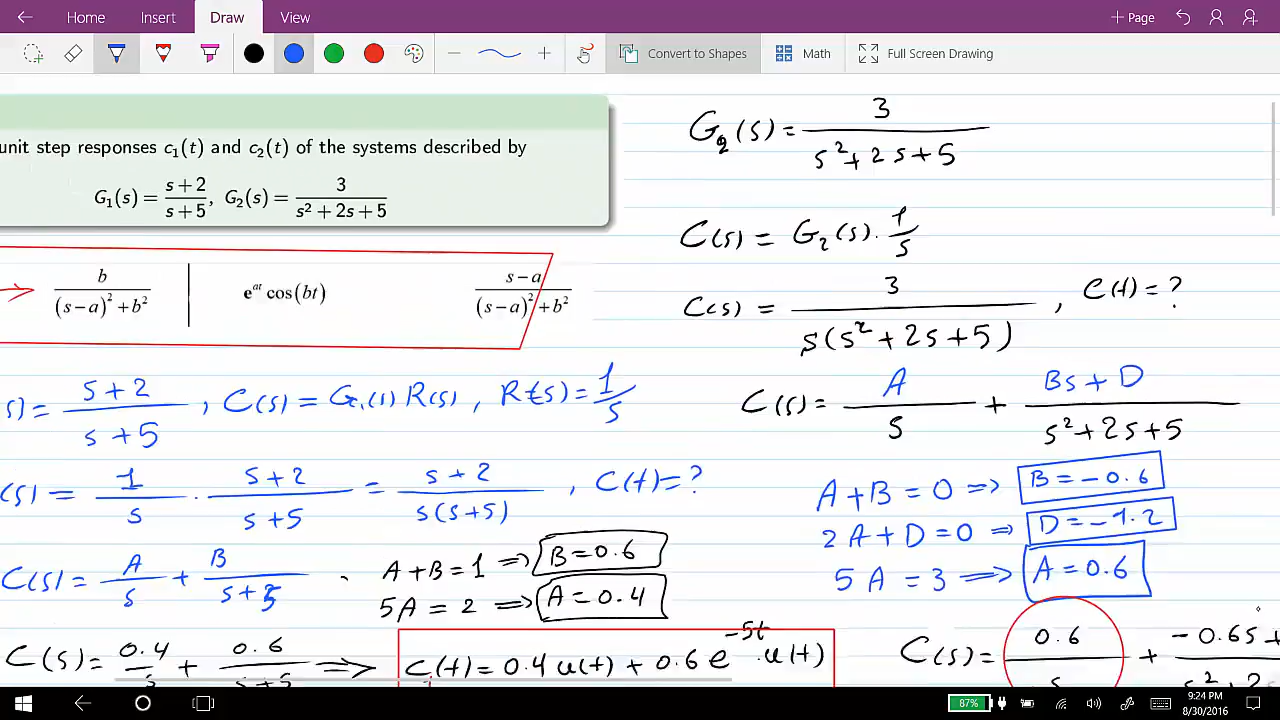 Home Insert Draw View + Page
Convert to Shapes Math Full Screen Drawing
unit step responses c₁(t) and c₂(t) of the systems described by
G₁(s) = (s+2)/(s+5), G₂(s) = 3/(s²+2s+5)
b/((s−a)²+b²) | e^{at} cos(bt) (s−a)/((s−a)²+b²)
s) = (s+2)/(s+5) , C(s) = G₁(s) R(s) , R(s) = 1/s
(s) = 1/s · (s+2)/(s+5) = (s+2)/(s(s+5)) , C(t) = ?
C(s) = A/s + B/(s+5)
A+B = 1 ⇒ B = 0.6
5A = 2 ⇒ A = 0.4
C(s) = 0.4/s + 0.6/(s+5) ⇒ C₁(t) = 0.4 u(t) + 0.6 e^{−5t} · u(t)
G₂(s) = 3/(s²+2s+5)
C(s) = G₂(s) · 1/s
C(s) = 3/(s(s²+2s+5)) , C(t) = ?
C(s) = A/s + (Bs+D)/(s²+2s+5)
A+B = 0 ⇒ B = −0.6
2A+D = 0 ⇒ D = −1.2
5A = 3 ⇒ A = 0.6
C(s) = 0.6/s + (−0.6s+
87%
9:24 PM
8/30/2016